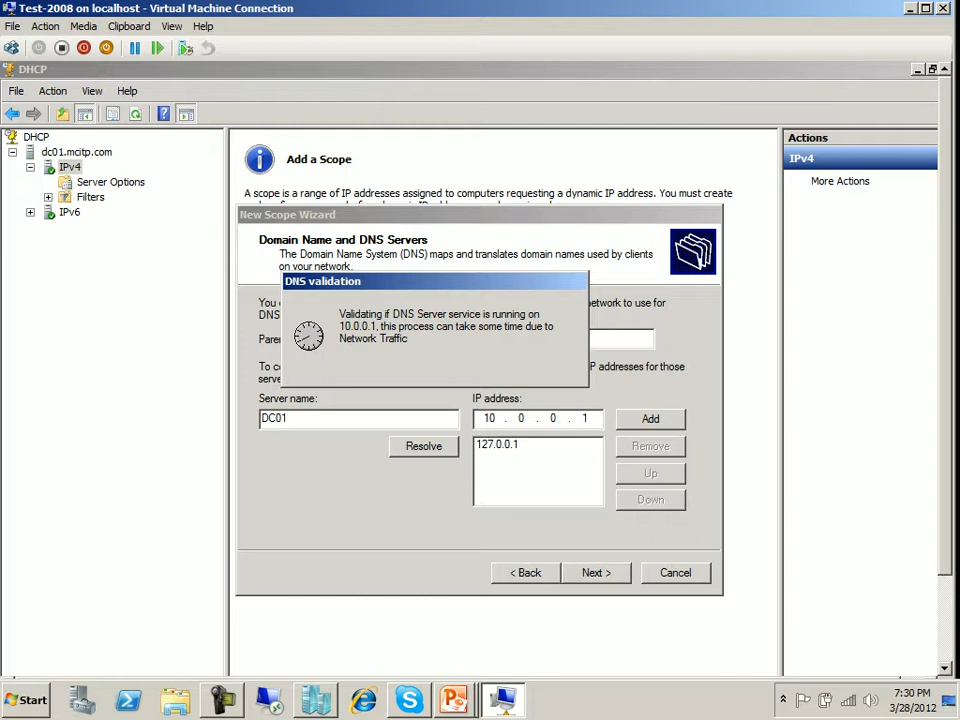 Test-2008 on localhost - Virtual Machine Connection
File Action Media Clipboard View Help
DHCP
File Action View Help
DHCP
dc01.mcitp.com
IPv4
Server Options
Filters
IPv6
Add a Scope
A scope is a range of IP addresses assigned to computers requesting a dynamic IP address. You must create
New Scope Wizard
Domain Name and DNS Servers
The Domain Name System (DNS) maps and translates domain names used by clients
on your network.
DNS validation
Validating if DNS Server service is running on
10.0.0.1, this process can take some time due to
Network Traffic
You
network to use for
DNS
Pare
To c
P addresses for those
serve
Server name:
IP address:
DC01
10 . 0 . 0 . 1
Add
Resolve
127.0.0.1
Remove
Up
Down
< Back
Next >
Cancel
Actions
IPv4
More Actions
Start
7:30 PM
3/28/2012